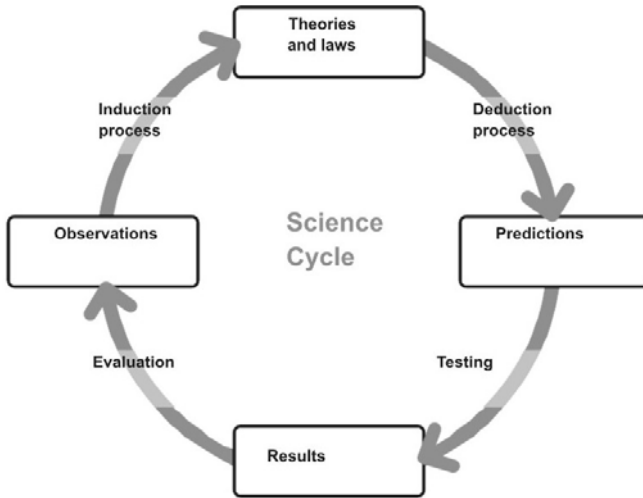 Theories
and laws
Induction
process
Deduction
process
Observations
Science
Cycle
Predictions
Evaluation
Testing
Results